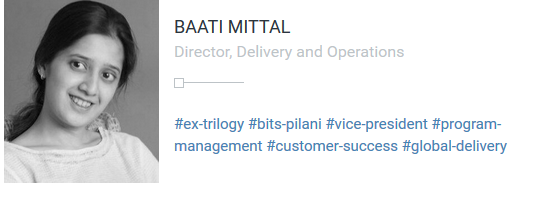 BAATI MITTAL
Director, Delivery and Operations
#ex-trilogy #bits-pilani #vice-president #program-
management #customer-success #global-delivery